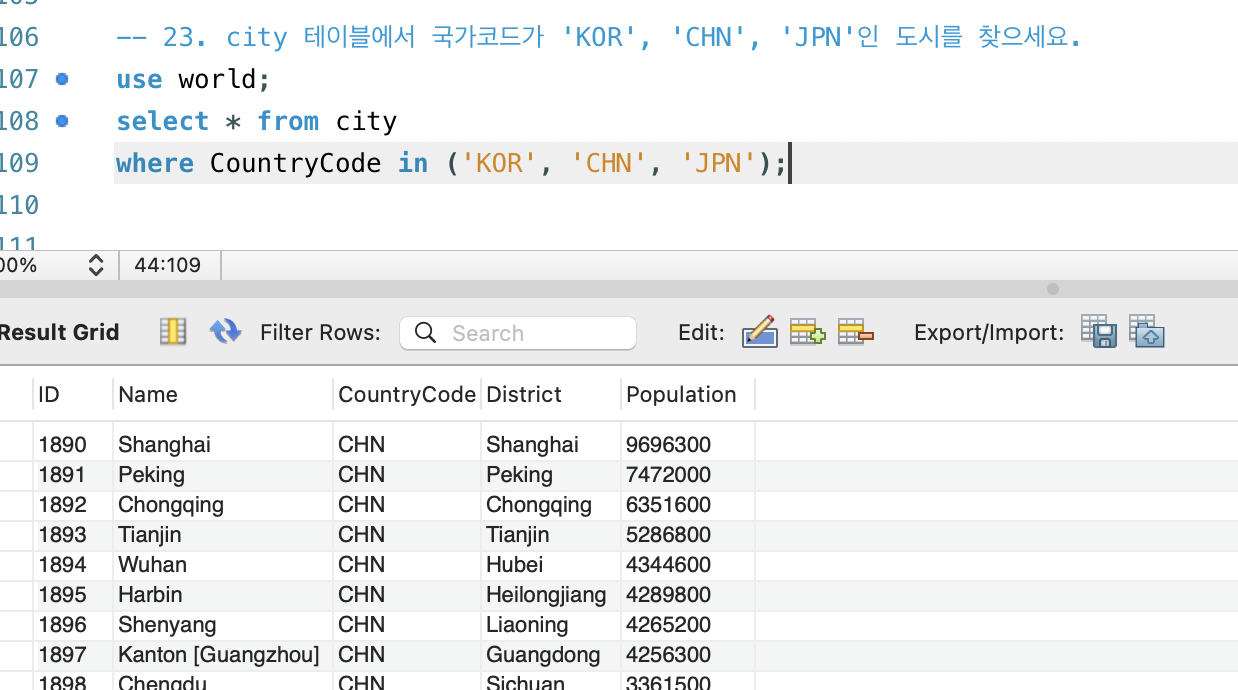 106 -- 23. city 테이블에서 국가코드가 'KOR', 'CHN', 'JPN'인 도시를 찾으세요.
107 use world;
108 select * from city
109 where CountryCode in ('KOR', 'CHN', 'JPN');
110
111
00% 44:109
Result Grid Filter Rows: Search Edit: Export/Import:
ID Name CountryCode District Population
1890 Shanghai CHN Shanghai 9696300
1891 Peking CHN Peking 7472000
1892 Chongqing CHN Chongqing 6351600
1893 Tianjin CHN Tianjin 5286800
1894 Wuhan CHN Hubei 4344600
1895 Harbin CHN Heilongjiang 4289800
1896 Shenyang CHN Liaoning 4265200
1897 Kanton [Guangzhou] CHN Guangdong 4256300
1898 Chengdu CHN Sichuan 3361500